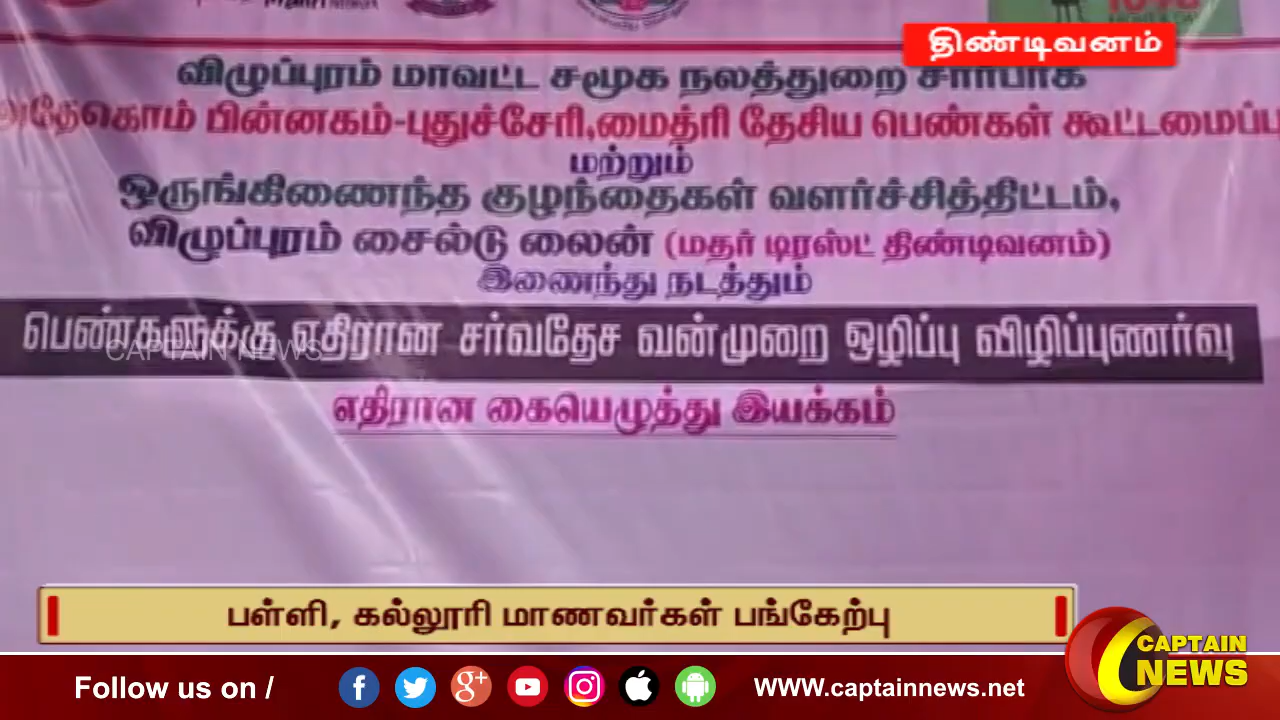 திண்டிவனம்
விழுப்புரம் மாவட்ட சமூக நலத்துறை சார்பாக
அதேகொம் பின்னகம்-புதுச்சேரி,மைத்ரி தேசிய பெண்கள் கூட்டமைப்பு
மற்றும்
ஒருங்கிணைந்த குழந்தைகள் வளர்ச்சித்திட்டம்,
விழுப்புரம் சைல்டு லைன் (மதர் டிரஸ்ட் திண்டிவனம்)
இணைந்து நடத்தும்
பெண்களுக்கு எதிரான சர்வதேச வன்முறை ஒழிப்பு விழிப்புணர்வு
CAPTAIN NEWS
எதிரான கையெழுத்து இயக்கம்
பள்ளி, கல்லூரி மாணவர்கள் பங்கேற்பு
CAPTAIN
NEWS
Follow us on / WWW.captainnews.net